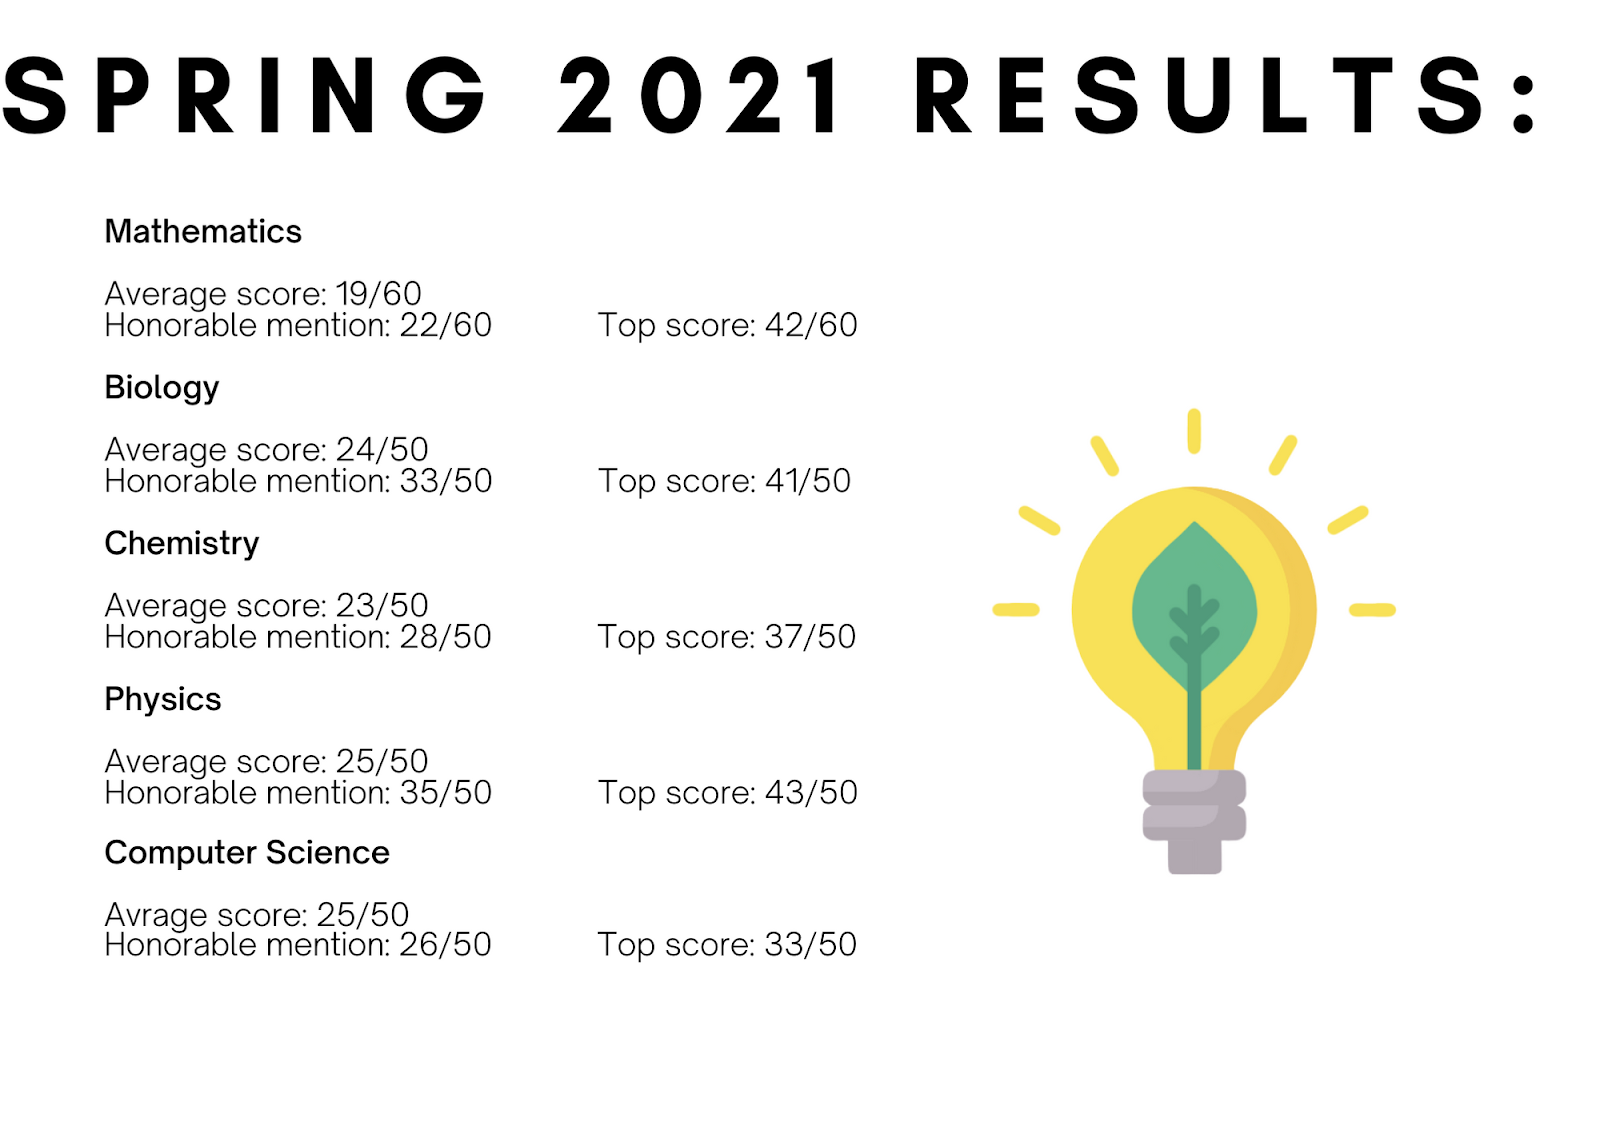 SPRING 2021 RESULTS:
Mathematics
Average score: 19/60
Honorable mention: 22/60 Top score: 42/60
Biology
Average score: 24/50
Honorable mention: 33/50 Top score: 41/50
Chemistry
Average score: 23/50
Honorable mention: 28/50 Top score: 37/50
Physics
Average score: 25/50
Honorable mention: 35/50 Top score: 43/50
Computer Science
Avrage score: 25/50
Honorable mention: 26/50 Top score: 33/50